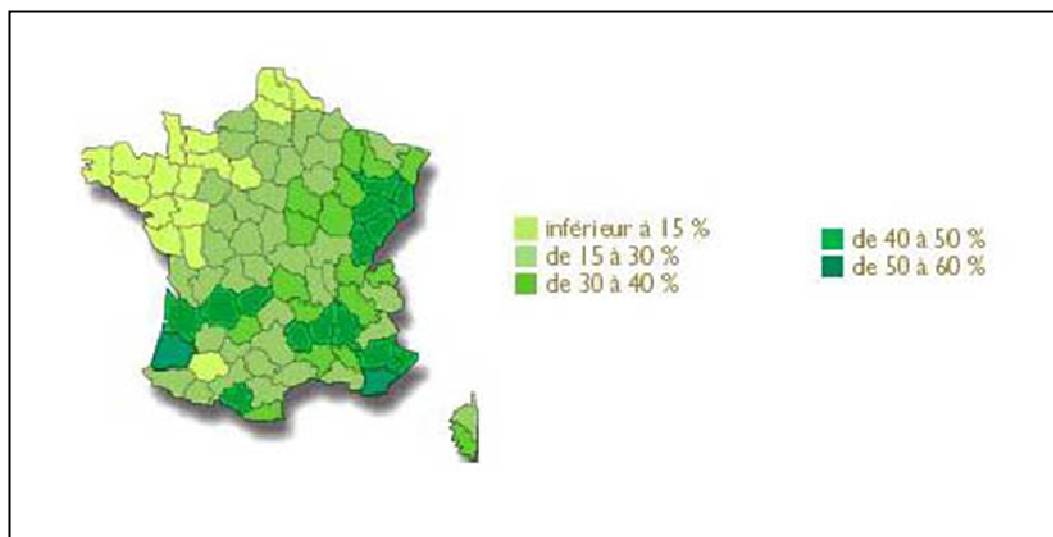 inférieur à 15 %
de 15 à 30 %
de 30 à 40 %
de 40 à 50 %
de 50 à 60 %